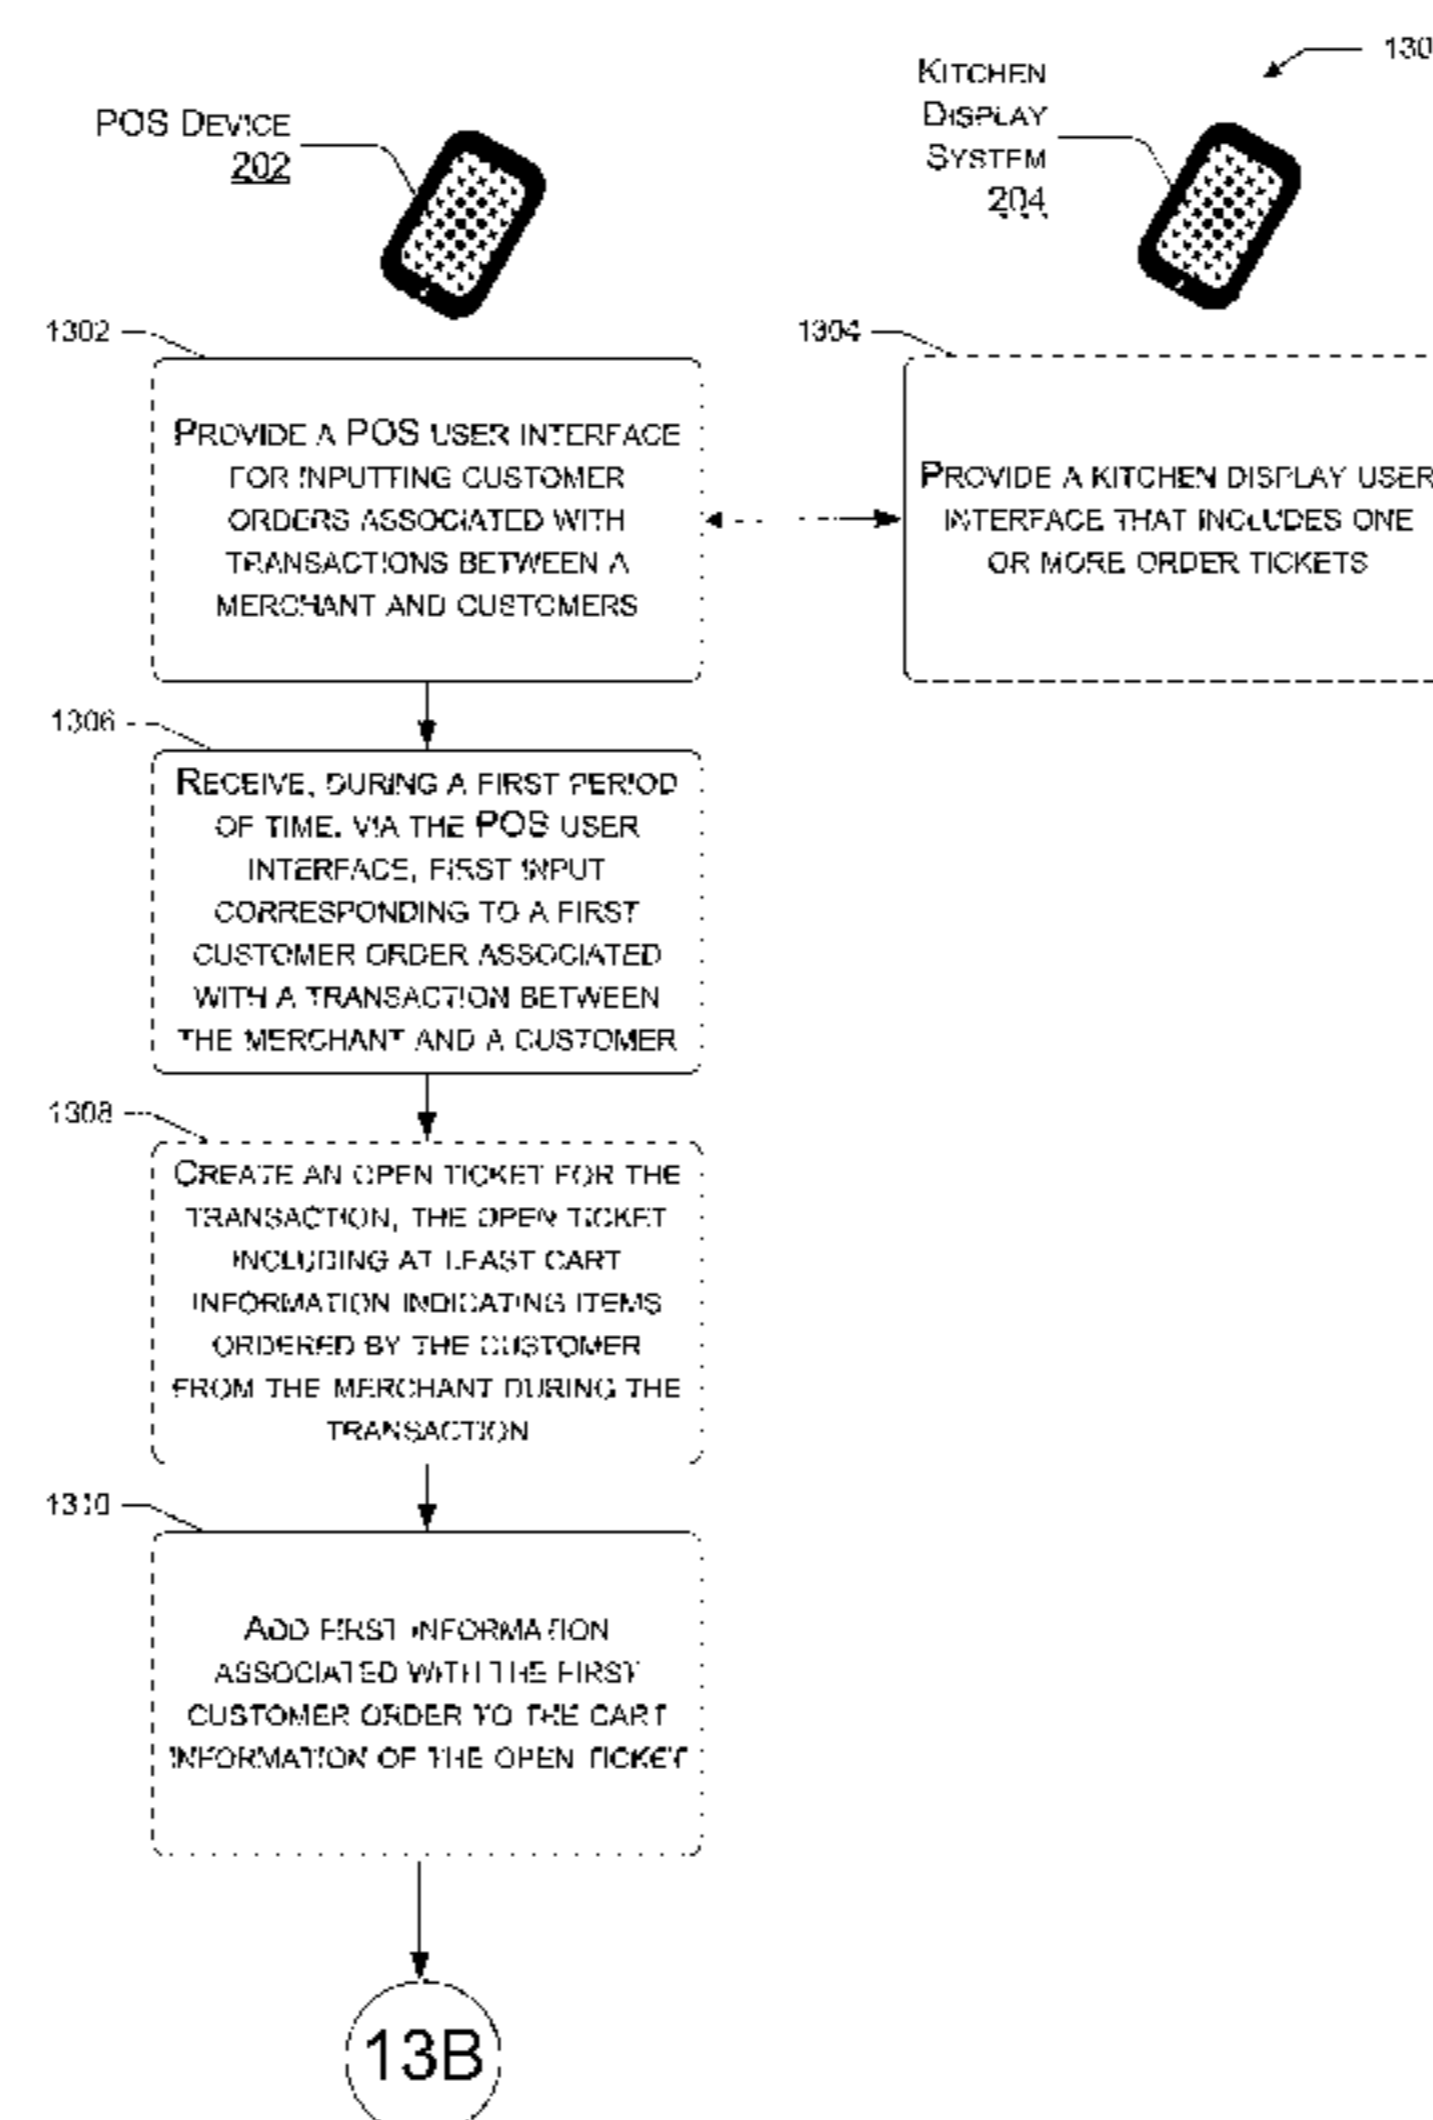 130
KITCHEN
DISPLAY
SYSTEM
204
POS DEVICE
202
1302
PROVIDE A POS USER INTERFACE
FOR INPUTTING CUSTOMER
ORDERS ASSOCIATED WITH
TRANSACTIONS BETWEEN A
MERCHANT AND CUSTOMERS
1304
PROVIDE A KITCHEN DISPLAY USER
INTERFACE THAT INCLUDES ONE
OR MORE ORDER TICKETS
1306
RECEIVE, DURING A FIRST PERIOD
OF TIME, VIA THE POS USER
INTERFACE, FIRST INPUT
CORRESPONDING TO A FIRST
CUSTOMER ORDER ASSOCIATED
WITH A TRANSACTION BETWEEN
THE MERCHANT AND A CUSTOMER
1308
CREATE AN OPEN TICKET FOR THE
TRANSACTION, THE OPEN TICKET
INCLUDING AT LEAST CART
INFORMATION INDICATING ITEMS
ORDERED BY THE CUSTOMER
FROM THE MERCHANT DURING THE
TRANSACTION
1310
ADD FIRST INFORMATION
ASSOCIATED WITH THE FIRST
CUSTOMER ORDER TO THE CART
INFORMATION OF THE OPEN TICKET
13B